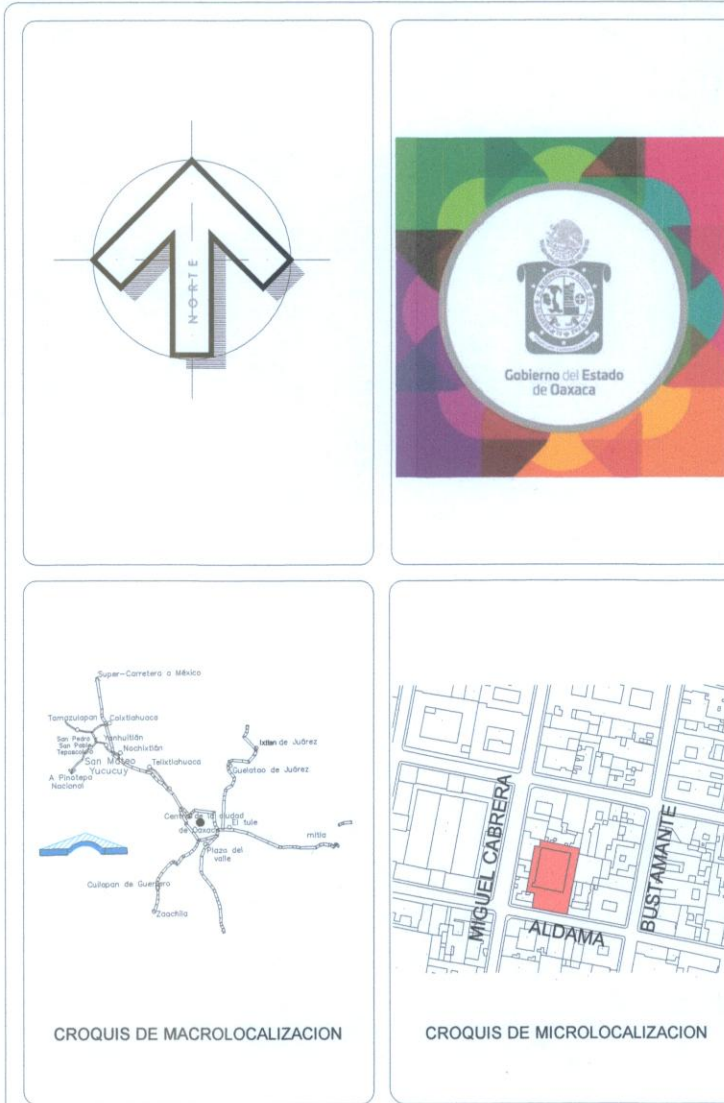 NORTE
Gobierno del Estado
de Oaxaca
Super-Carretera a México
Tamazulapan
Coixtlahuaca
San Pedro
San Pablo
Teposcolula
Yanhuitlán
Nochixtlán
San Mateo
Yucucuy
Telixtlahuaca
A Pinotepa
Nacional
Ixtlan de Juárez
Guelatao de Juárez
Centro de la ciudad
de Oaxaca
El tule
mitla
Plaza del
valle
Cuilapan de Guerrero
Zaachila
CROQUIS DE MACROLOCALIZACION
MIGUEL CABRERA
BUSTAMANTE
ALDAMA
CROQUIS DE MICROLOCALIZACION